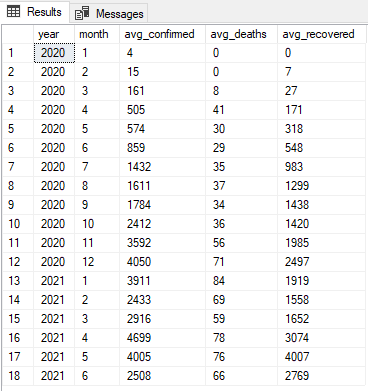 Results Messages
year month avg_confirmed avg_deaths avg_recovered
1 2020 1 4 0 0
2 2020 2 15 0 7
3 2020 3 161 8 27
4 2020 4 505 41 171
5 2020 5 574 30 318
6 2020 6 859 29 548
7 2020 7 1432 35 983
8 2020 8 1611 37 1299
9 2020 9 1784 34 1438
10 2020 10 2412 36 1420
11 2020 11 3592 56 1985
12 2020 12 4050 71 2497
13 2021 1 3911 84 1919
14 2021 2 2433 69 1558
15 2021 3 2916 59 1652
16 2021 4 4699 78 3074
17 2021 5 4005 76 4007
18 2021 6 2508 66 2769